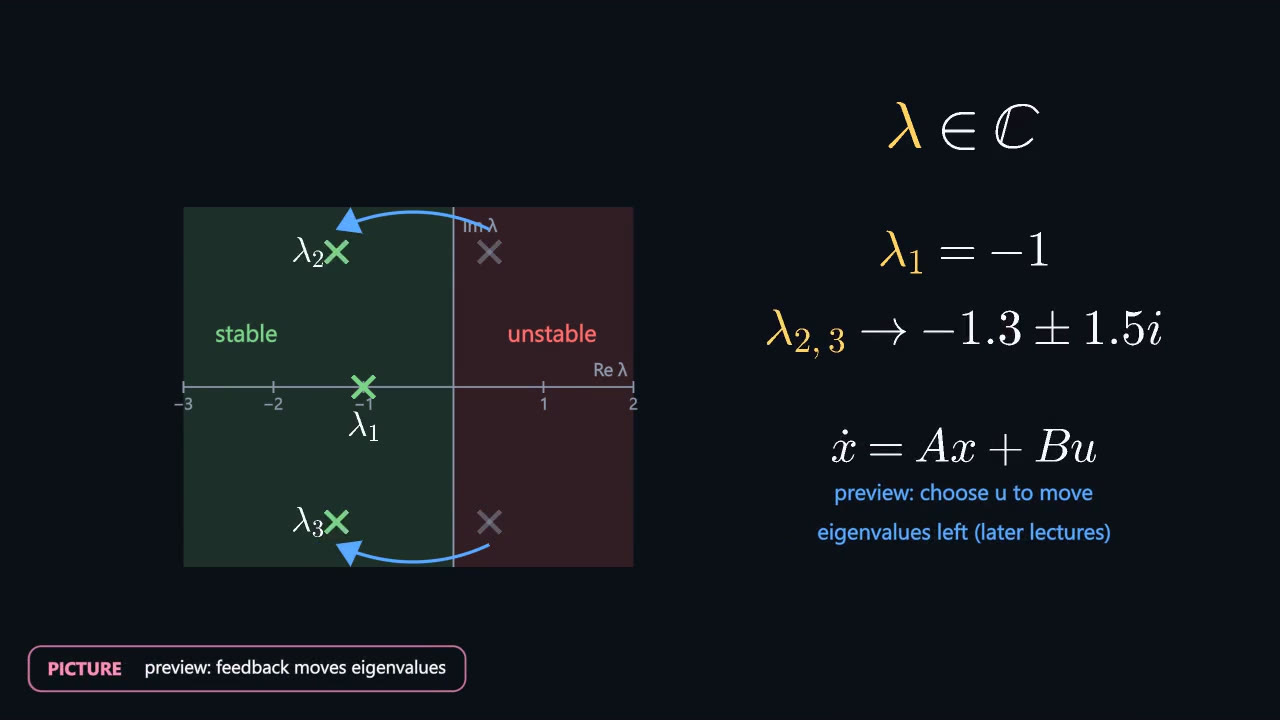 λ ∈ ℂ
Im λ
λ₁ = −1
λ₂
stable
unstable
λ₂,₃ → −1.3 ± 1.5i
Re λ
−3 −2 −1 1 2
λ₁
ẋ = Ax + Bu
preview: choose u to move
eigenvalues left (later lectures)
λ₃
PICTURE preview: feedback moves eigenvalues